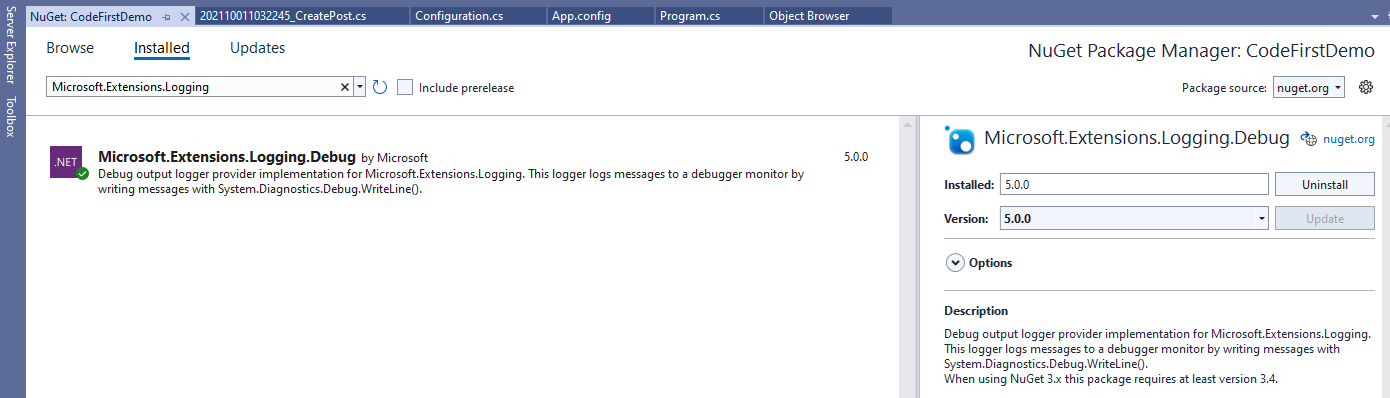 Server Explorer
Toolbox
NuGet: CodeFirstDemo
202110011032245_CreatePost.cs
Configuration.cs
App.config
Program.cs
Object Browser
Browse
Installed
Updates
NuGet Package Manager: CodeFirstDemo
Microsoft.Extensions.Logging
Include prerelease
Package source: nuget.org
.NET
Microsoft.Extensions.Logging.Debug by Microsoft
5.0.0
Debug output logger provider implementation for Microsoft.Extensions.Logging. This logger logs messages to a debugger monitor by
writing messages with System.Diagnostics.Debug.WriteLine().
Microsoft.Extensions.Logging.Debug
nuget.org
Installed: 5.0.0
Uninstall
Version: 5.0.0
Update
Options
Description
Debug output logger provider implementation for Microsoft.Extensions.Logging.
This logger logs messages to a debugger monitor by writing messages with
System.Diagnostics.Debug.WriteLine().
When using NuGet 3.x this package requires at least version 3.4.